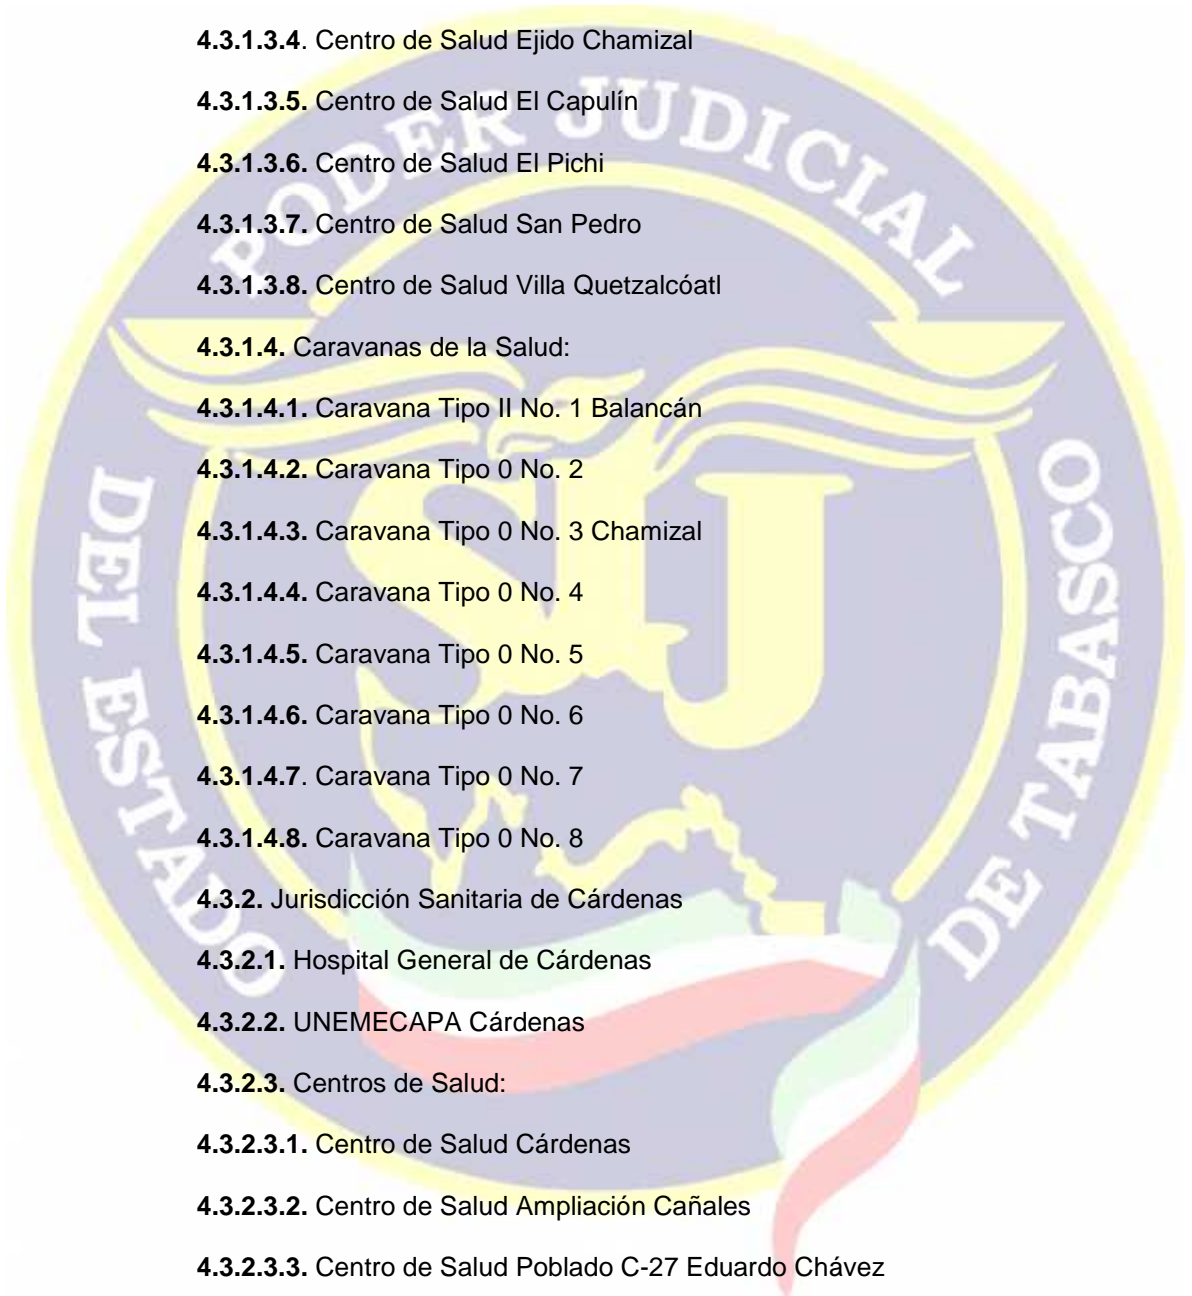 4.3.1.3.4. Centro de Salud Ejido Chamizal
4.3.1.3.5. Centro de Salud El Capulín
4.3.1.3.6. Centro de Salud El Pichi
4.3.1.3.7. Centro de Salud San Pedro
4.3.1.3.8. Centro de Salud Villa Quetzalcóatl
4.3.1.4. Caravanas de la Salud:
4.3.1.4.1. Caravana Tipo II No. 1 Balancán
4.3.1.4.2. Caravana Tipo 0 No. 2
4.3.1.4.3. Caravana Tipo 0 No. 3 Chamizal
4.3.1.4.4. Caravana Tipo 0 No. 4
4.3.1.4.5. Caravana Tipo 0 No. 5
4.3.1.4.6. Caravana Tipo 0 No. 6
4.3.1.4.7. Caravana Tipo 0 No. 7
4.3.1.4.8. Caravana Tipo 0 No. 8
4.3.2. Jurisdicción Sanitaria de Cárdenas
4.3.2.1. Hospital General de Cárdenas
4.3.2.2. UNEMECAPA Cárdenas
4.3.2.3. Centros de Salud:
4.3.2.3.1. Centro de Salud Cárdenas
4.3.2.3.2. Centro de Salud Ampliación Cañales
4.3.2.3.3. Centro de Salud Poblado C-27 Eduardo Chávez
PODER JUDICIAL
DEL ESTADO
DE TABASCO
SJ